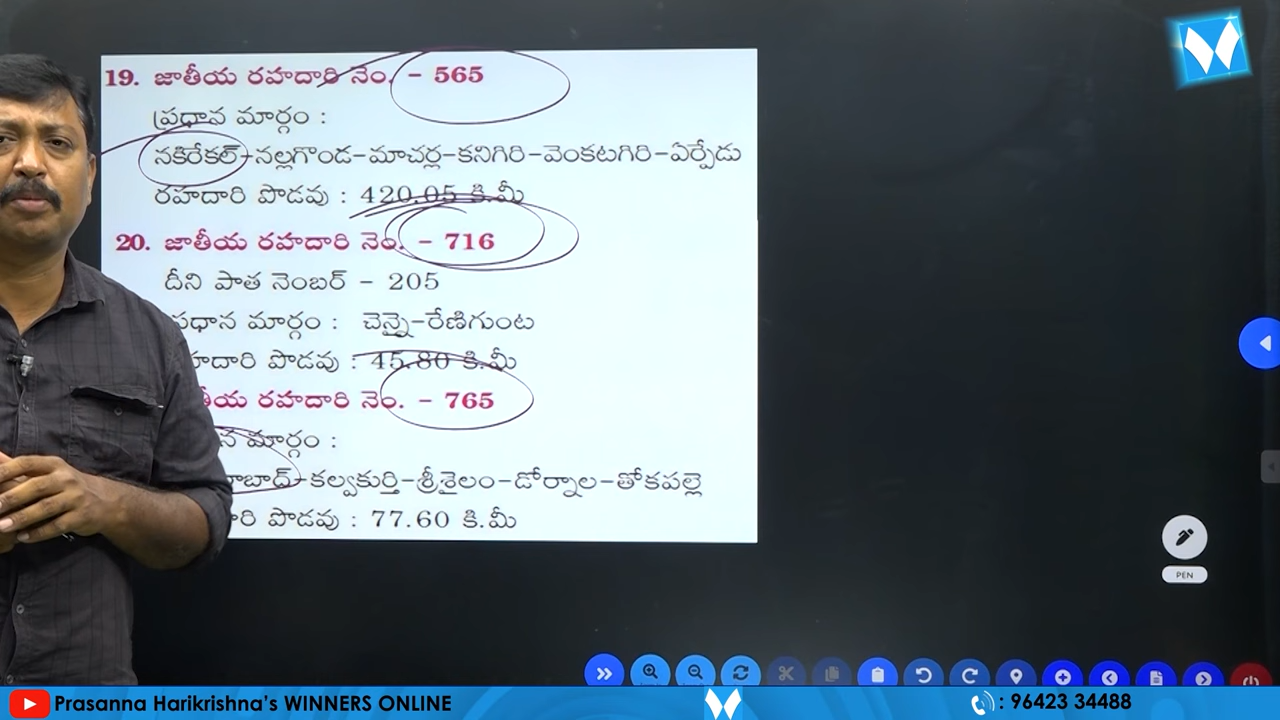 19. జాతీయ రహదారి నెం. - 565
ప్రధాన మార్గం :
నకిరేకల్-నల్లగొండ-మాచర్ల-కనిగిరి-వెంకటగిరి-ఏర్పేడు
రహదారి పొడవు : 420.05 కి.మీ
20. జాతీయ రహదారి నెం. - 716
దీని పాత నెంబర్ - 205
ప్రధాన మార్గం : చెన్నై-రేణిగుంట
పొడవు : 45.80 కి.మీ
రహదారి నెం. - 765
మార్గం :
-కల్వకుర్తి-శ్రీశైలం-డోర్నాల-తోకపల్లె
పొడవు : 77.60 కి.మీ
PEN
Prasanna Harikrishna's WINNERS ONLINE
: 96423 34488